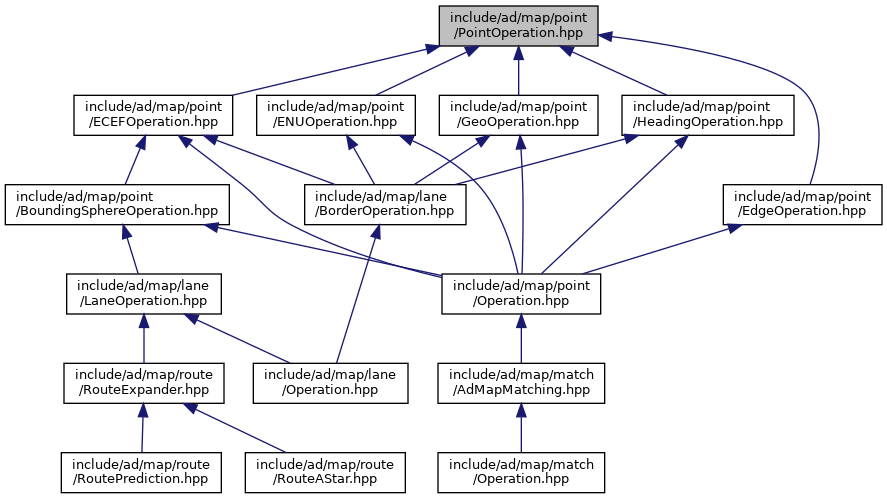 include/ad/map/point
/PointOperation.hpp
include/ad/map/point
/ECEFOperation.hpp
include/ad/map/point
/ENUOperation.hpp
include/ad/map/point
/GeoOperation.hpp
include/ad/map/point
/HeadingOperation.hpp
include/ad/map/point
/BoundingSphereOperation.hpp
include/ad/map/lane
/BorderOperation.hpp
include/ad/map/point
/EdgeOperation.hpp
include/ad/map/lane
/LaneOperation.hpp
include/ad/map/point
/Operation.hpp
include/ad/map/route
/RouteExpander.hpp
include/ad/map/lane
/Operation.hpp
include/ad/map/match
/AdMapMatching.hpp
include/ad/map/route
/RoutePrediction.hpp
include/ad/map/route
/RouteAStar.hpp
include/ad/map/match
/Operation.hpp